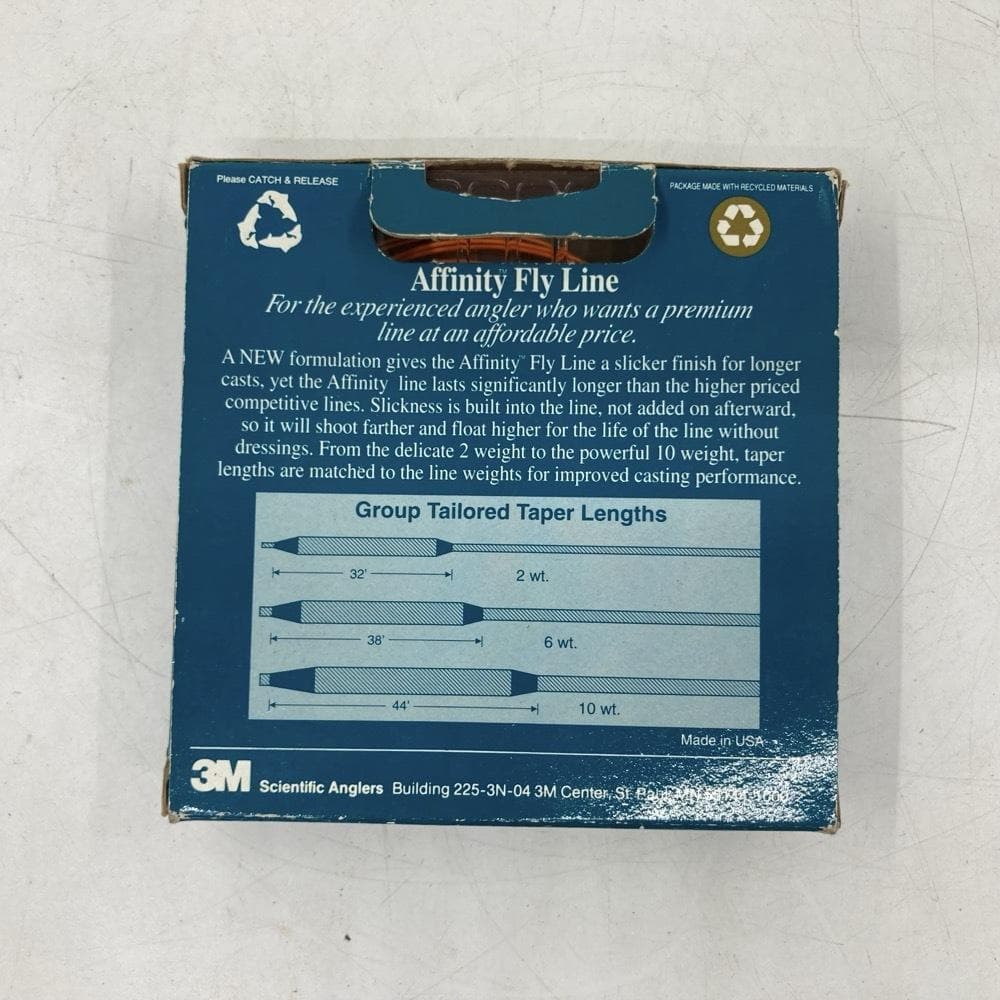 Please CATCH & RELEASE
PACKAGE MADE WITH RECYCLED MATERIALS
Affinity™ Fly Line
For the experienced angler who wants a premium
line at an affordable price.
A NEW formulation gives the Affinity™ Fly Line a slicker finish for longer
casts, yet the Affinity line lasts significantly longer than the higher priced
competitive lines. Slickness is built into the line, not added on afterward,
so it will shoot farther and float higher for the life of the line without
dressings. From the delicate 2 weight to the powerful 10 weight, taper
lengths are matched to the line weights for improved casting performance.
Group Tailored Taper Lengths
32' 2 wt.
38' 6 wt.
44' 10 wt.
Made in USA
3M Scientific Anglers Building 225-3N-04 3M Center, St. Paul, MN